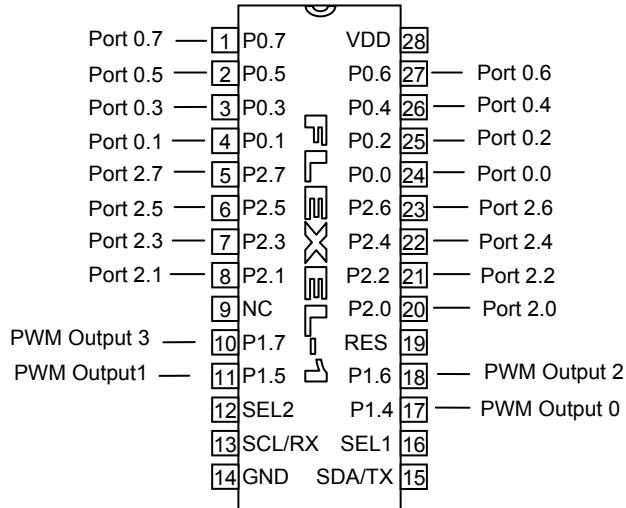 Port 0.7 1 P0.7 VDD 28
Port 0.5 2 P0.5 P0.6 27 Port 0.6
Port 0.3 3 P0.3 P0.4 26 Port 0.4
Port 0.1 4 P0.1 P0.2 25 Port 0.2
Port 2.7 5 P2.7 P0.0 24 Port 0.0
Port 2.5 6 P2.5 P2.6 23 Port 2.6
Port 2.3 7 P2.3 P2.4 22 Port 2.4
Port 2.1 8 P2.1 P2.2 21 Port 2.2
9 NC P2.0 20 Port 2.0
PWM Output 3 10 P1.7 RES 19
PWM Output1 11 P1.5 P1.6 18 PWM Output 2
12 SEL2 P1.4 17 PWM Output 0
13 SCL/RX SEL1 16
14 GND SDA/TX 15
FLEXEL-1